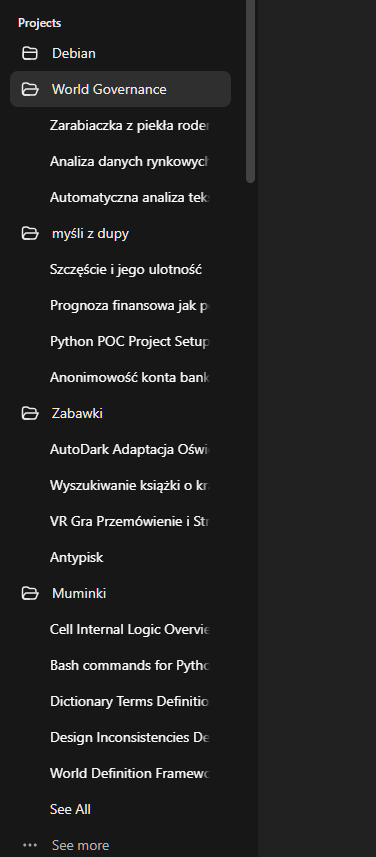 Projects
Debian
World Governance
Zarabiaczka z piekła roder
Analiza danych rynkowych
Automatyczna analiza tek
myśli z dupy
Szczęście i jego ulotność
Prognoza finansowa jak p
Python POC Project Setup
Anonimowość konta bank
Zabawki
AutoDark Adaptacja Oświ
Wyszukiwanie książki o kr
VR Gra Przemówienie i Str
Antypisk
Muminki
Cell Internal Logic Overvie
Bash commands for Pytho
Dictionary Terms Definitio
Design Inconsistencies De
World Definition Framewo
See All
See more